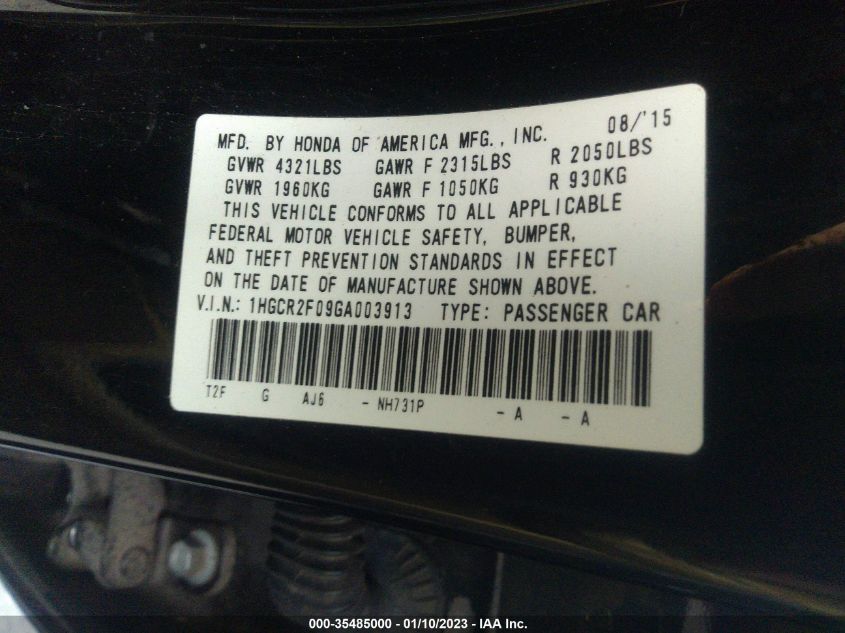 MFD. BY HONDA OF AMERICA MFG., INC. 08/'15
GVWR 4321LBS GAWR F 2315LBS R 2050LBS
GVWR 1960KG GAWR F 1050KG R 930KG
THIS VEHICLE CONFORMS TO ALL APPLICABLE
FEDERAL MOTOR VEHICLE SAFETY, BUMPER,
AND THEFT PREVENTION STANDARDS IN EFFECT
ON THE DATE OF MANUFACTURE SHOWN ABOVE.
V.I.N.: 1HGCR2F09GA003913 TYPE: PASSENGER CAR
T2F G AJ6 - NH731P - A - A
000-35485000 - 01/10/2023 - IAA Inc.